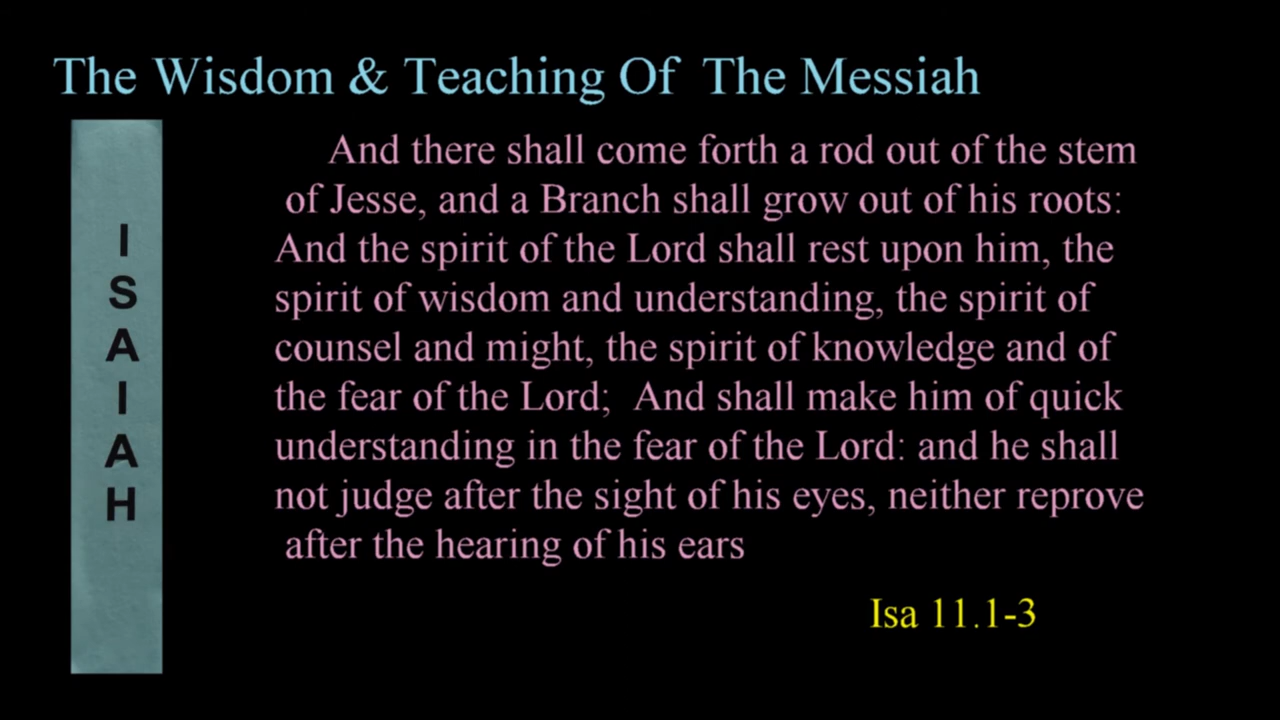 The Wisdom & Teaching Of The Messiah
ISAIAH
And there shall come forth a rod out of the stem
of Jesse, and a Branch shall grow out of his roots:
And the spirit of the Lord shall rest upon him, the
spirit of wisdom and understanding, the spirit of
counsel and might, the spirit of knowledge and of
the fear of the Lord; And shall make him of quick
understanding in the fear of the Lord: and he shall
not judge after the sight of his eyes, neither reprove
after the hearing of his ears
Isa 11.1-3